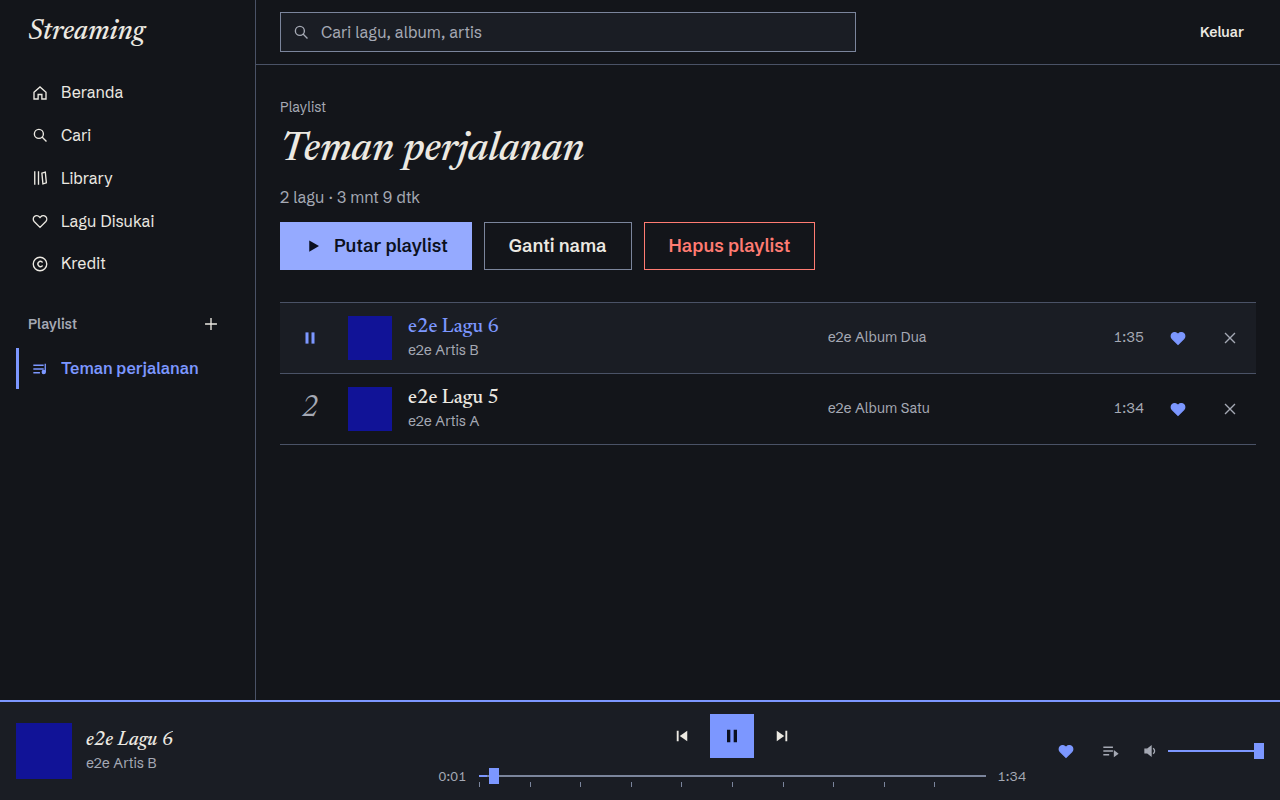 Streaming
Cari lagu, album, artis
Keluar
Beranda
Cari
Library
Lagu Disukai
Kredit
Playlist
Teman perjalanan
Playlist
Teman perjalanan
2 lagu · 3 mnt 9 dtk
Putar playlist
Ganti nama
Hapus playlist
e2e Lagu 6
e2e Artis B
e2e Album Dua
1:35
2
e2e Lagu 5
e2e Artis A
e2e Album Satu
1:34
e2e Lagu 6
e2e Artis B
0:01
1:34